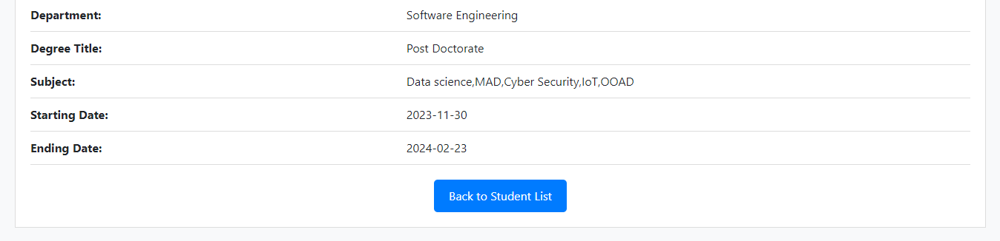 Department: Software Engineering
Degree Title: Post Doctorate
Subject: Data science,MAD,Cyber Security,IoT,OOAD
Starting Date: 2023-11-30
Ending Date: 2024-02-23
Back to Student List